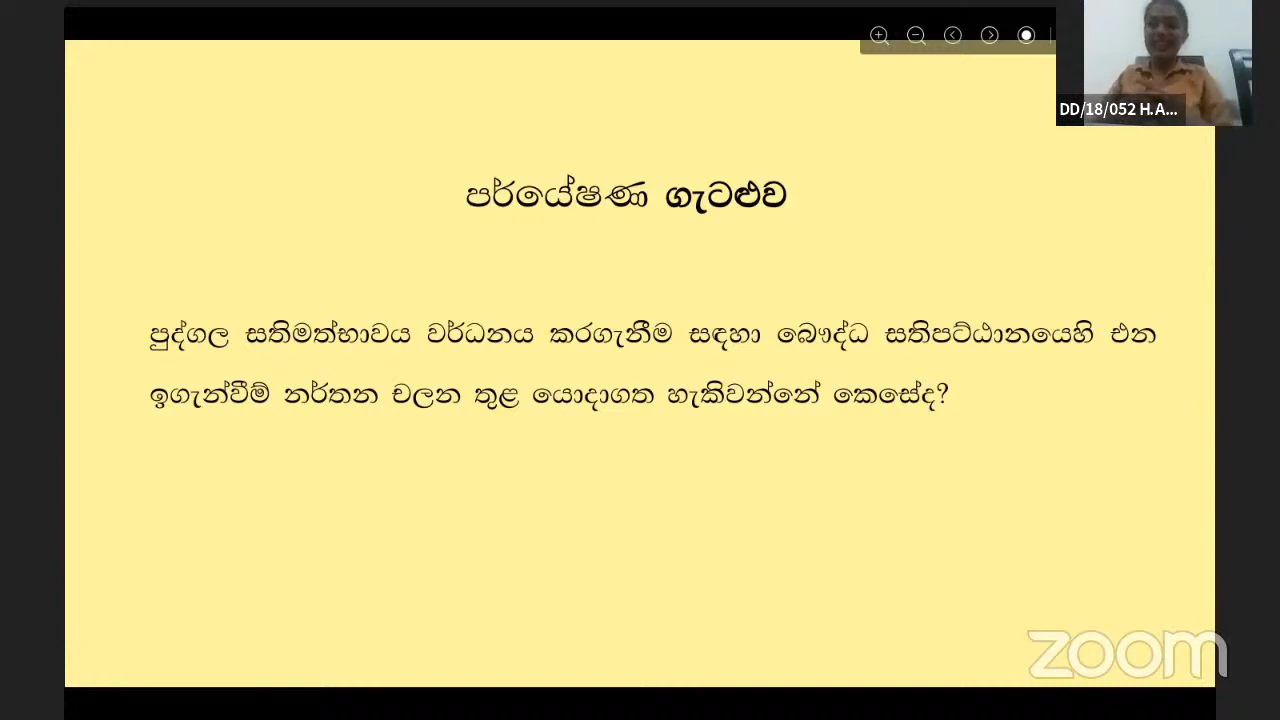 DD/18/052 H.A...
පර්යේෂණ ගැටළුව
පුද්ගල සතිමත්භාවය වර්ධනය කරගැනීම සඳහා බෞද්ධ සතිපට්ඨානයෙහි එන
ඉගැන්වීම් නර්තන චලන තුළ යොදාගත හැකිවන්නේ කෙසේද?
zoom